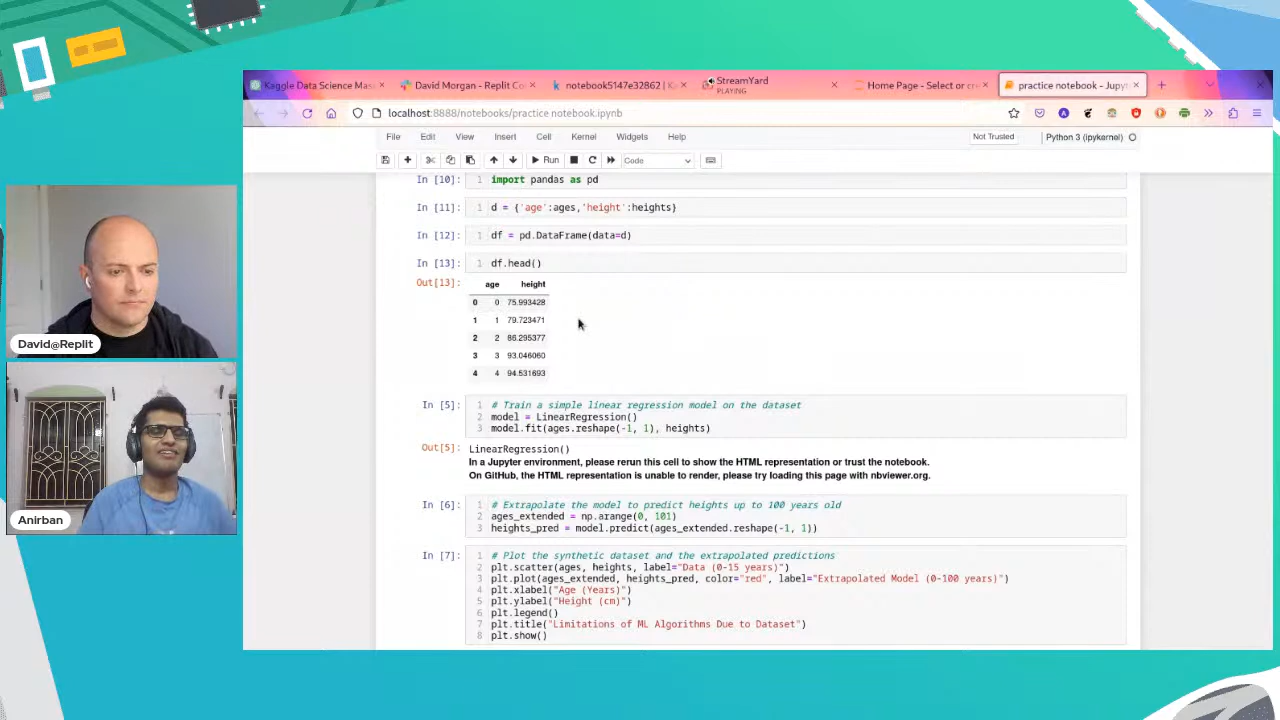 Kaggle Data Science Mas
David Morgan - Replit Co
notebook5147e32862 | K
StreamYard
PLAYING
Home Page - Select or cre
practice notebook - Jupyt
localhost:8888/notebooks/practice notebook.ipynb
File Edit View Insert Cell Kernel Widgets Help
Not Trusted
Python 3 (ipykernel)
Run
Code
In [10]: 1 import pandas as pd
In [11]: 1 d = {'age':ages,'height':heights}
In [12]: 1 df = pd.DataFrame(data=d)
In [13]: 1 df.head()
Out[13]:
age height
0 0 75.993428
1 1 79.723471
2 2 86.295377
3 3 93.046060
4 4 94.531693
In [5]: 1 # Train a simple linear regression model on the dataset
2 model = LinearRegression()
3 model.fit(ages.reshape(-1, 1), heights)
Out[5]: LinearRegression()
In a Jupyter environment, please rerun this cell to show the HTML representation or trust the notebook.
On GitHub, the HTML representation is unable to render, please try loading this page with nbviewer.org.
In [6]: 1 # Extrapolate the model to predict heights up to 100 years old
2 ages_extended = np.arange(0, 101)
3 heights_pred = model.predict(ages_extended.reshape(-1, 1))
In [7]: 1 # Plot the synthetic dataset and the extrapolated predictions
2 plt.scatter(ages, heights, label="Data (0-15 years)")
3 plt.plot(ages_extended, heights_pred, color="red", label="Extrapolated Model (0-100 years)")
4 plt.xlabel("Age (Years)")
5 plt.ylabel("Height (cm)")
6 plt.legend()
7 plt.title("Limitations of ML Algorithms Due to Dataset")
8 plt.show()
David@Replit
Anirban